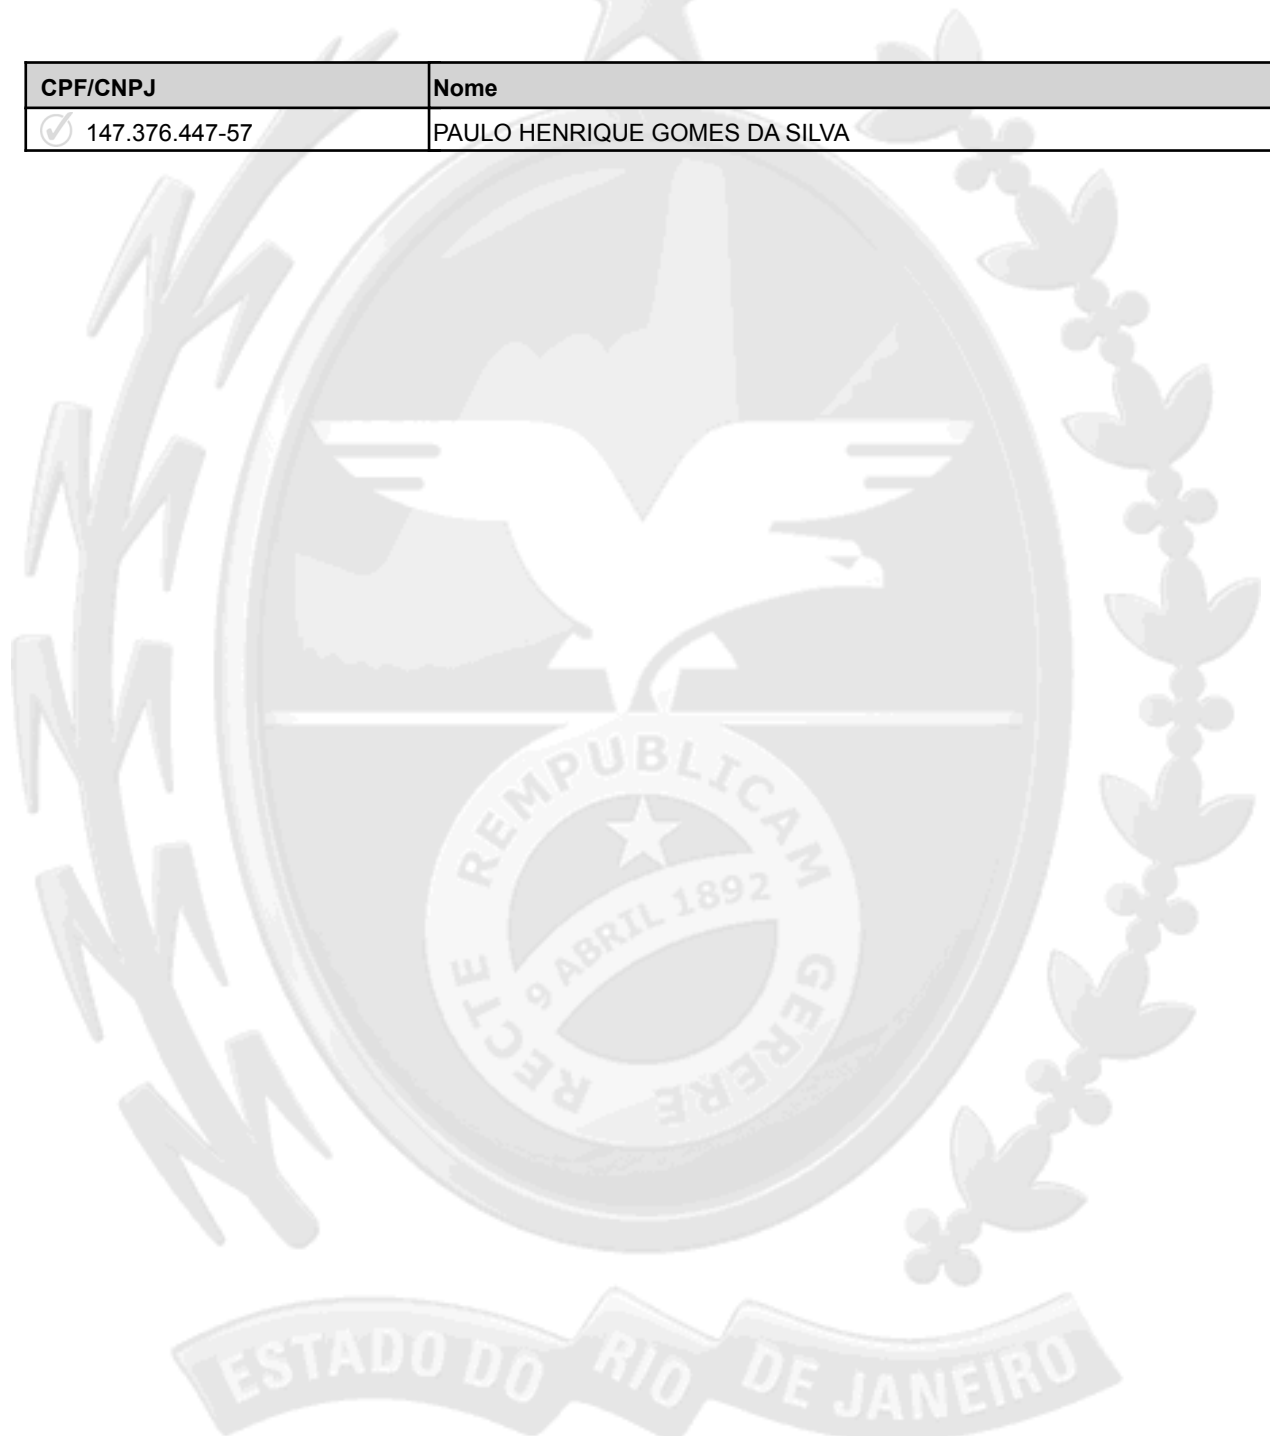 CPF/CNPJ Nome
147.376.447-57 PAULO HENRIQUE GOMES DA SILVA
RECTE REMPUBLICAM GERERE
9 ABRIL 1892
ESTADO DO RIO DE JANEIRO